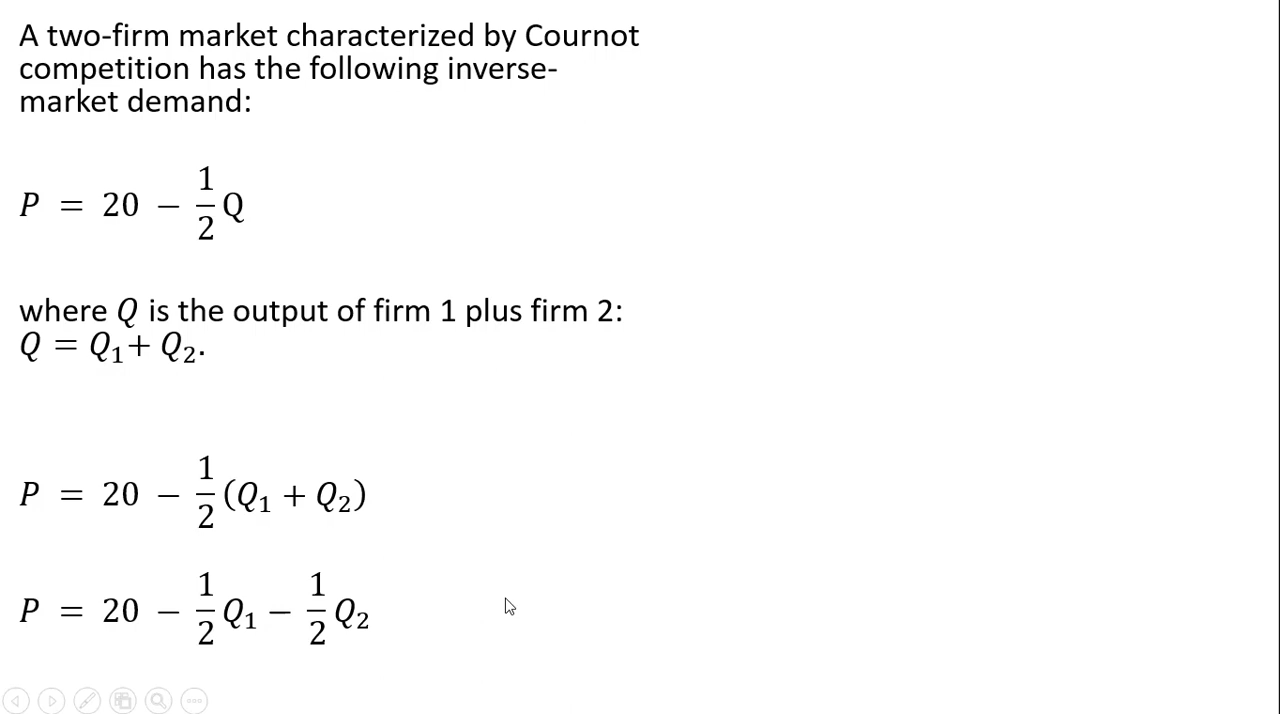 A two-firm market characterized by Cournot
competition has the following inverse-
market demand:
P = 20 − 1/2 Q
where Q is the output of firm 1 plus firm 2:
Q = Q₁+ Q₂.
P = 20 − 1/2 (Q₁ + Q₂)
P = 20 − 1/2 Q₁ − 1/2 Q₂